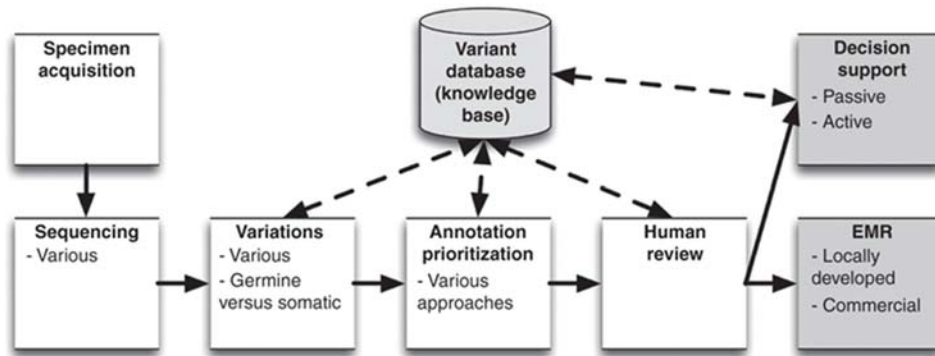 Specimen
acquisition
Variant
database
(knowledge
base)
Decision
support
- Passive
- Active
Sequencing
- Various
Variations
- Various
- Germine
versus somatic
Annotation
prioritization
- Various
approaches
Human
review
EMR
- Locally
developed
- Commercial